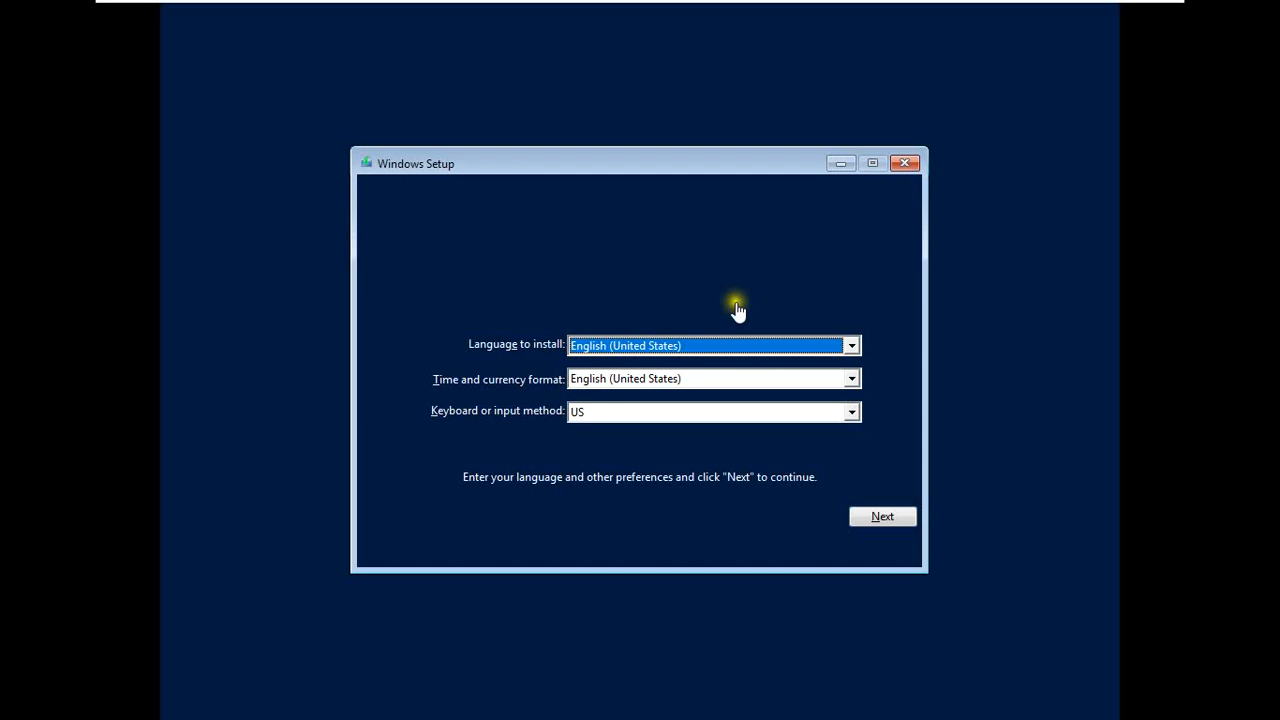 Windows Setup
Language to install: English (United States)
Time and currency format: English (United States)
Keyboard or input method: US
Enter your language and other preferences and click "Next" to continue.
Next